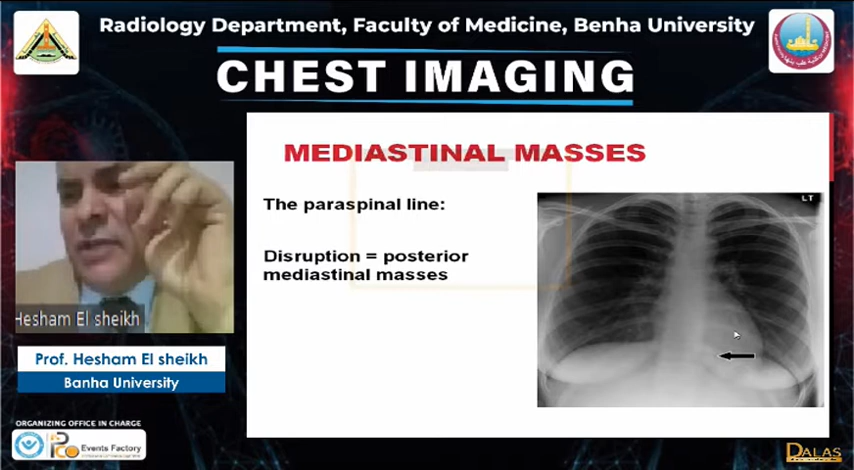 Radiology Department, Faculty of Medicine, Benha University
CHEST IMAGING
MEDIASTINAL MASSES
The paraspinal line:
Disruption = posterior
mediastinal masses
LT
Hesham El sheikh
Prof. Hesham El sheikh
Banha University
ORGANIZING OFFICE IN CHARGE
Events Factory
DALAS